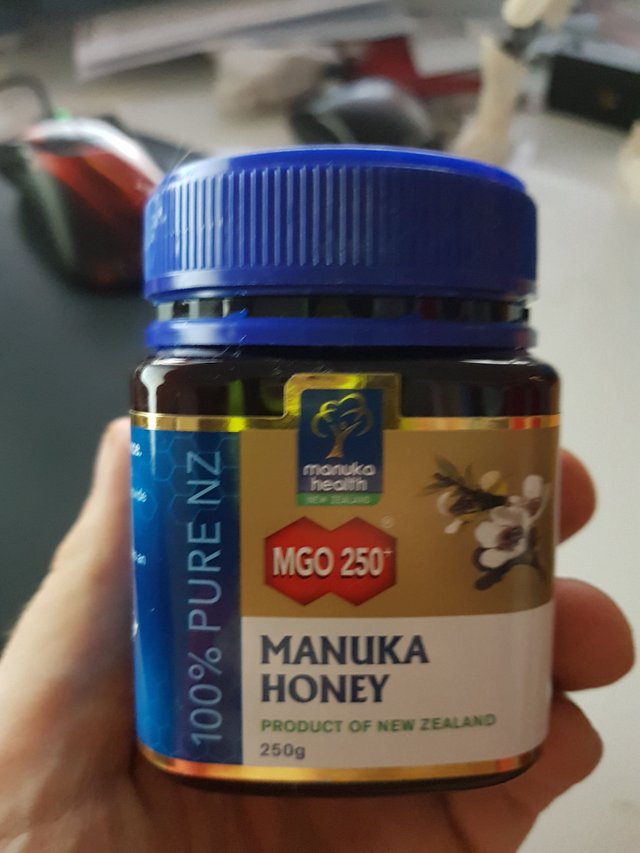 manuka
health
NEW ZEALAND
MGO 250+
®
100% PURE NZ
MANUKA
HONEY
PRODUCT OF NEW ZEALAND
250g